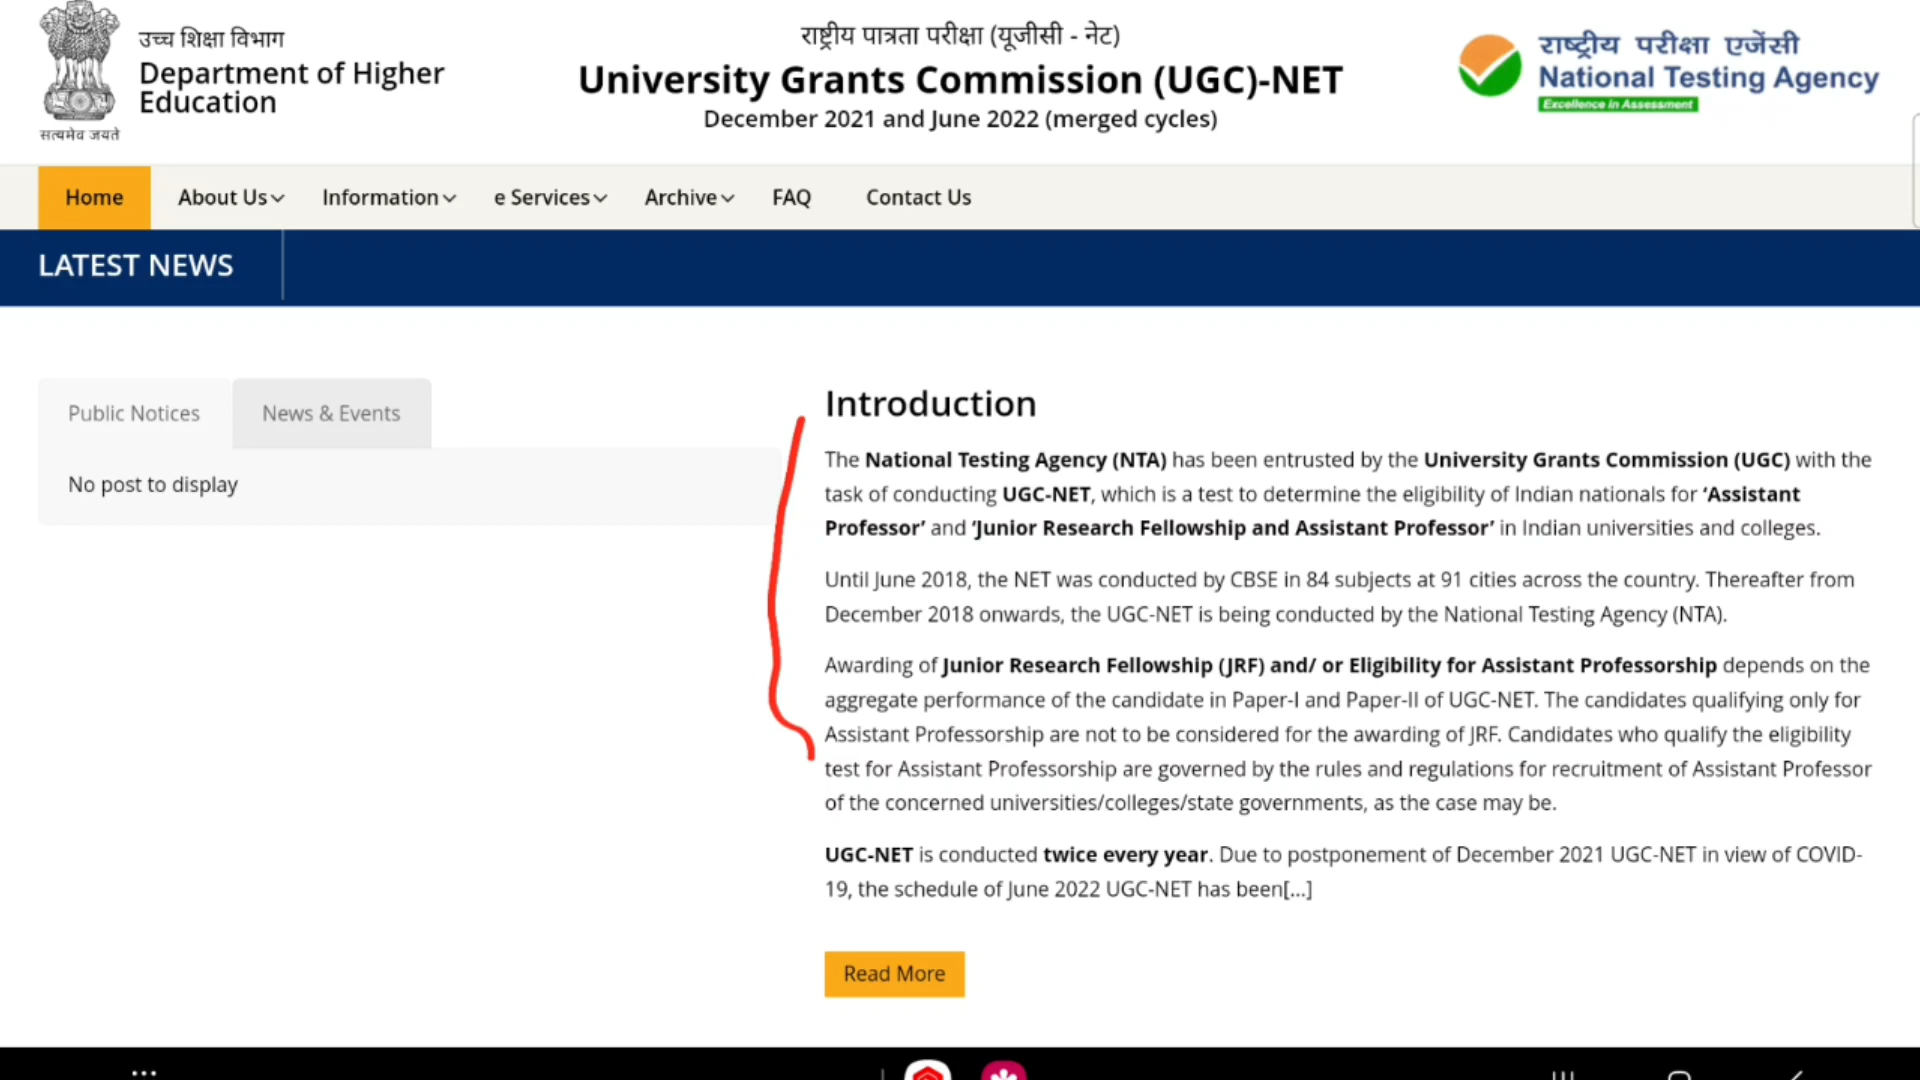 उच्च शिक्षा विभाग
Department of Higher
Education
सत्यमेव जयते
राष्ट्रीय पात्रता परीक्षा (यूजीसी - नेट)
University Grants Commission (UGC)-NET
December 2021 and June 2022 (merged cycles)
राष्ट्रीय परीक्षा एजेंसी
National Testing Agency
Excellence in Assessment
Home About Us Information e Services Archive FAQ Contact Us
LATEST NEWS
Public Notices News & Events
No post to display
Introduction
The National Testing Agency (NTA) has been entrusted by the University Grants Commission (UGC) with the
task of conducting UGC-NET, which is a test to determine the eligibility of Indian nationals for ‘Assistant
Professor’ and ‘Junior Research Fellowship and Assistant Professor’ in Indian universities and colleges.
Until June 2018, the NET was conducted by CBSE in 84 subjects at 91 cities across the country. Thereafter from
December 2018 onwards, the UGC-NET is being conducted by the National Testing Agency (NTA).
Awarding of Junior Research Fellowship (JRF) and/ or Eligibility for Assistant Professorship depends on the
aggregate performance of the candidate in Paper-I and Paper-II of UGC-NET. The candidates qualifying only for
Assistant Professorship are not to be considered for the awarding of JRF. Candidates who qualify the eligibility
test for Assistant Professorship are governed by the rules and regulations for recruitment of Assistant Professor
of the concerned universities/colleges/state governments, as the case may be.
UGC-NET is conducted twice every year. Due to postponement of December 2021 UGC-NET in view of COVID-
19, the schedule of June 2022 UGC-NET has been[...]
Read More